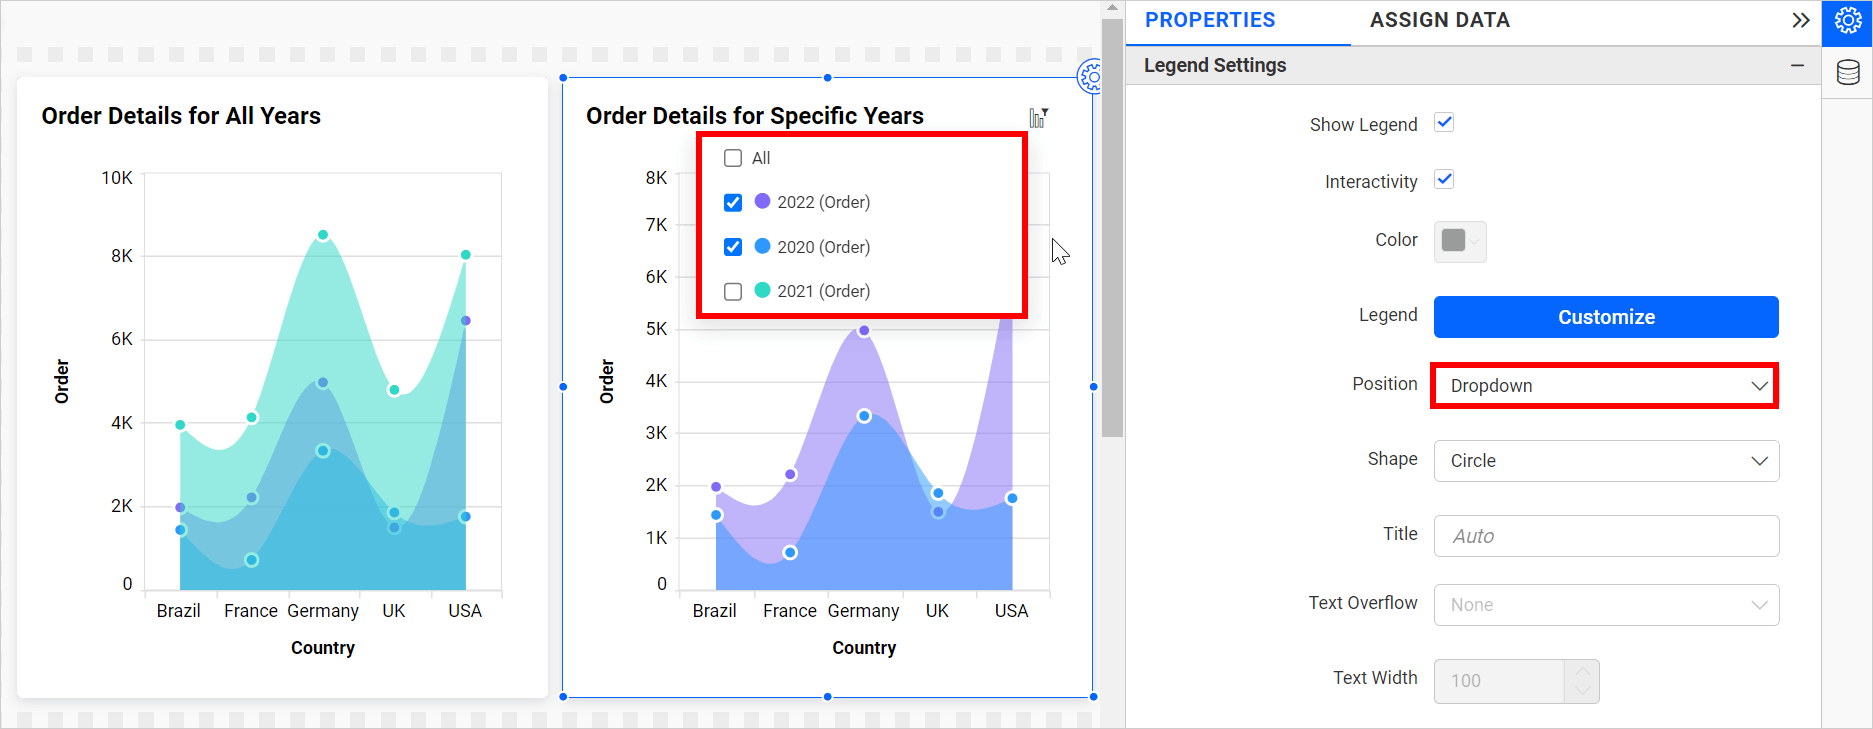 Order Details for All Years
10K
8K
6K
4K
2K
0
Order
Brazil France Germany UK USA
Country
Order Details for Specific Years
All
2022 (Order)
2020 (Order)
2021 (Order)
8K
7K
6K
5K
4K
3K
2K
1K
0
Order
Brazil France Germany UK USA
Country
PROPERTIES ASSIGN DATA
Legend Settings
Show Legend
Interactivity
Color
Legend Customize
Position Dropdown
Shape Circle
Title Auto
Text Overflow None
Text Width 100